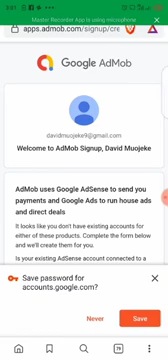 3:01
Master Recorder App is using microphone
apps.admob.com/signup/cre
Google AdMob
davidmuojeke9@gmail.com
Welcome to AdMob Signup, David Muojeke
AdMob uses Google AdSense to send you
payments and Google Ads to run house ads
and direct deals
It looks like you don't have existing accounts for
either of these products. Complete the form below
and we'll create them for you.
Is your existing AdSense account connected to a
Save password for
accounts.google.com?
Never
Save
79